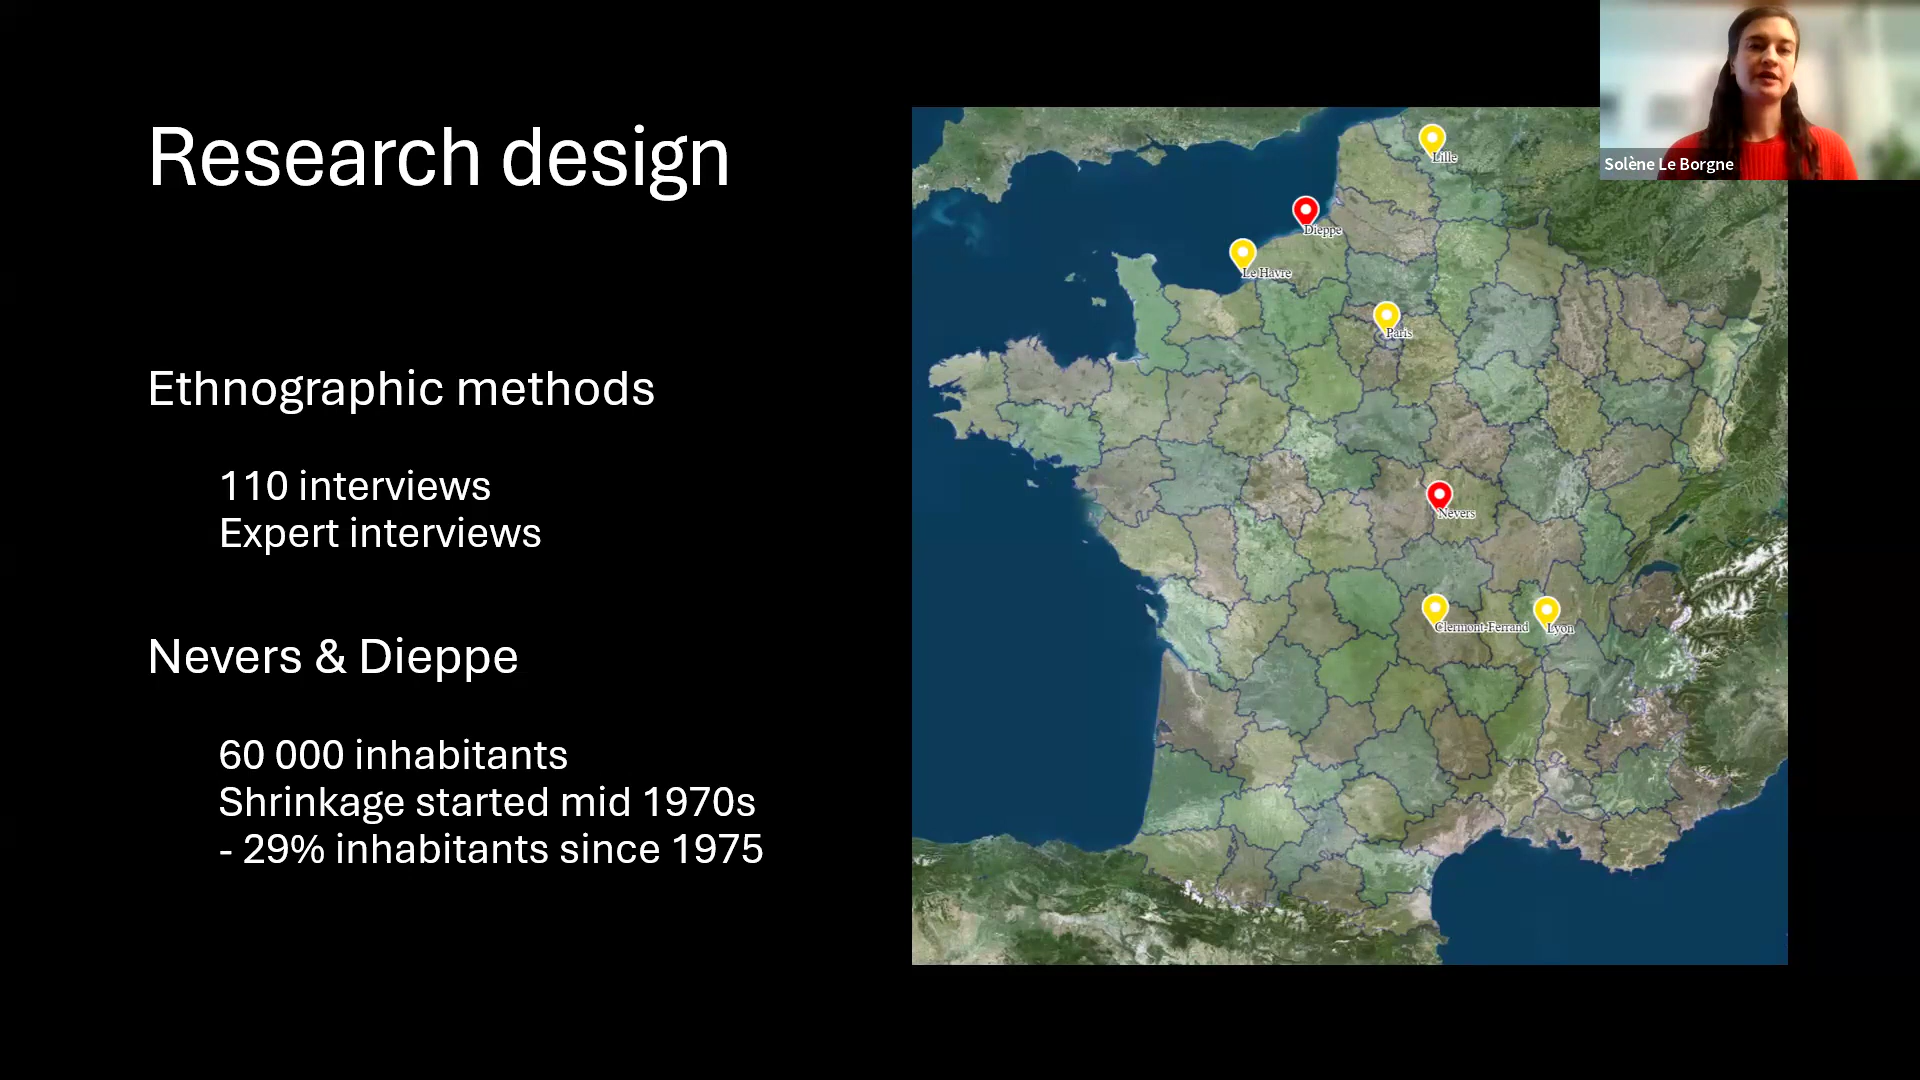 Research design
Ethnographic methods
110 interviews
Expert interviews
Nevers & Dieppe
60 000 inhabitants
Shrinkage started mid 1970s
- 29% inhabitants since 1975
Lille
Dieppe
Le Havre
Paris
Nevers
Clermont-Ferrand
Lyon
Solène Le Borgne